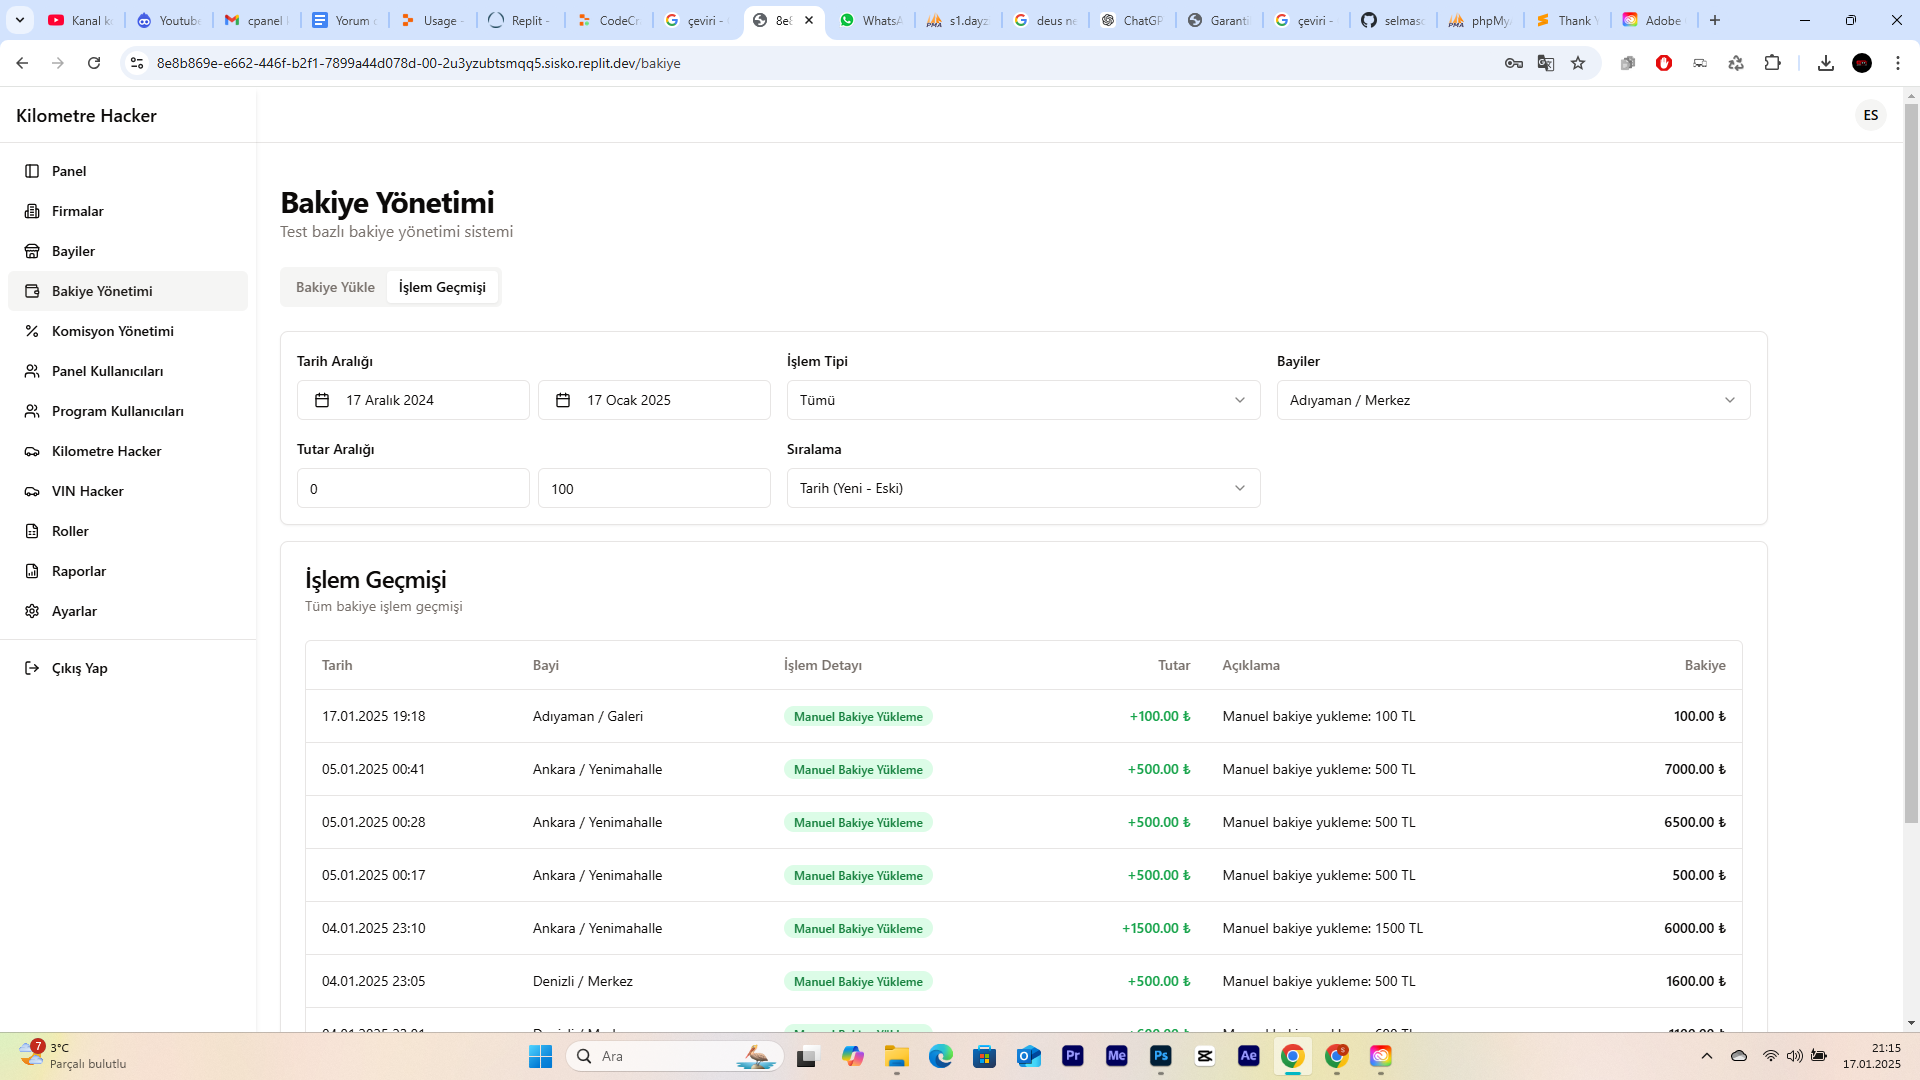 Kanal k
Youtube
cpanel
Yorum
Usage -
Replit -
CodeCr
çeviri -
8e8
WhatsA
s1.dayz
deus ne
ChatGP
Garanti
çeviri -
selmas
phpMy
Thank Y
Adobe
8e8b869e-e662-446f-b2f1-7899a44d078d-00-2u3yzubtsmqq5.sisko.replit.dev/bakiye
Kilometre Hacker
ES
Panel
Firmalar
Bayiler
Bakiye Yönetimi
Komisyon Yönetimi
Panel Kullanıcıları
Program Kullanıcıları
Kilometre Hacker
VIN Hacker
Roller
Raporlar
Ayarlar
Çıkış Yap
Bakiye Yönetimi
Test bazlı bakiye yönetimi sistemi
Bakiye Yükle İşlem Geçmişi
Tarih Aralığı İşlem Tipi Bayiler
17 Aralık 2024 17 Ocak 2025 Tümü Adıyaman / Merkez
Tutar Aralığı Sıralama
0 100 Tarih (Yeni - Eski)
İşlem Geçmişi
Tüm bakiye işlem geçmişi
Tarih Bayi İşlem Detayı Tutar Açıklama Bakiye
17.01.2025 19:18 Adıyaman / Galeri Manuel Bakiye Yükleme +100.00 ₺ Manuel bakiye yukleme: 100 TL 100.00 ₺
05.01.2025 00:41 Ankara / Yenimahalle Manuel Bakiye Yükleme +500.00 ₺ Manuel bakiye yukleme: 500 TL 7000.00 ₺
05.01.2025 00:28 Ankara / Yenimahalle Manuel Bakiye Yükleme +500.00 ₺ Manuel bakiye yukleme: 500 TL 6500.00 ₺
05.01.2025 00:17 Ankara / Yenimahalle Manuel Bakiye Yükleme +500.00 ₺ Manuel bakiye yukleme: 500 TL 500.00 ₺
04.01.2025 23:10 Ankara / Yenimahalle Manuel Bakiye Yükleme +1500.00 ₺ Manuel bakiye yukleme: 1500 TL 6000.00 ₺
04.01.2025 23:05 Denizli / Merkez Manuel Bakiye Yükleme +500.00 ₺ Manuel bakiye yukleme: 500 TL 1600.00 ₺
7
3°C
Parçalı bulutlu
Ara
Pr
Me
Ps
Ae
21:15
17.01.2025